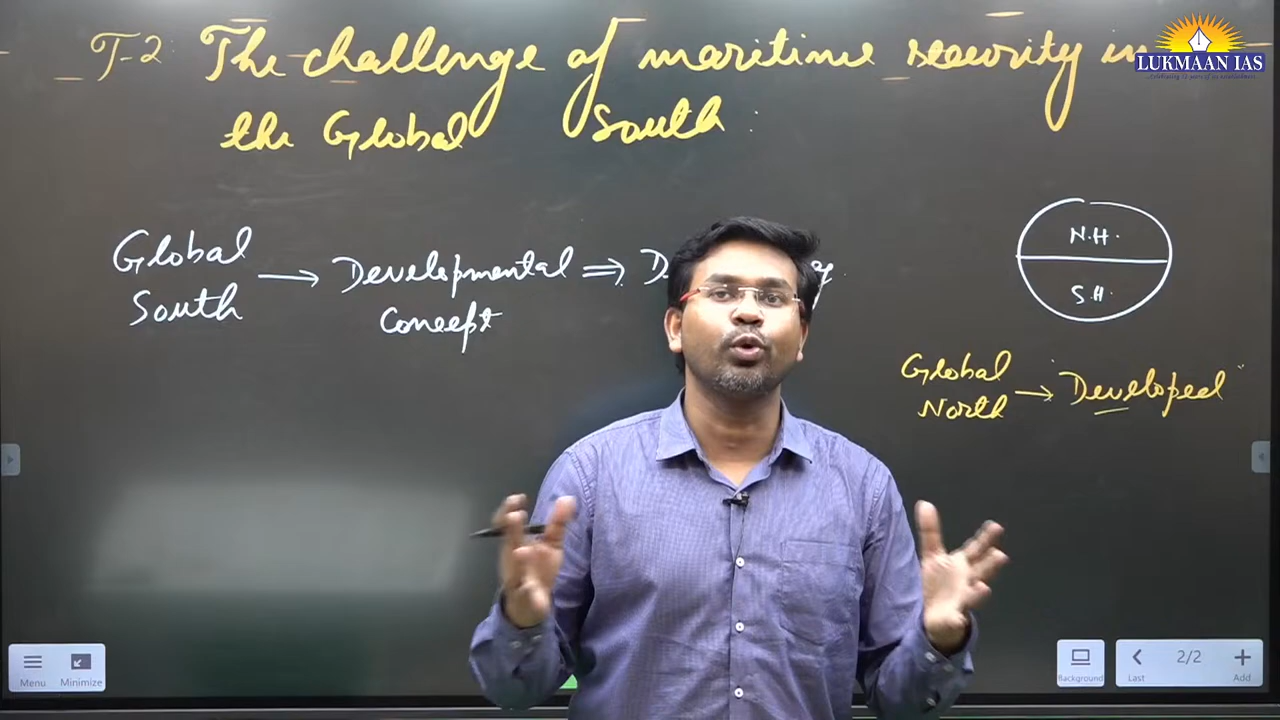 T-2: The challenge of maritime security in
the Global South:
LUKMAAN IAS
Global South → Developmental Concept ⇒
N.H.
S.H.
Global North → "Developed"
Menu
Minimize
Background
Last
2/2
Add